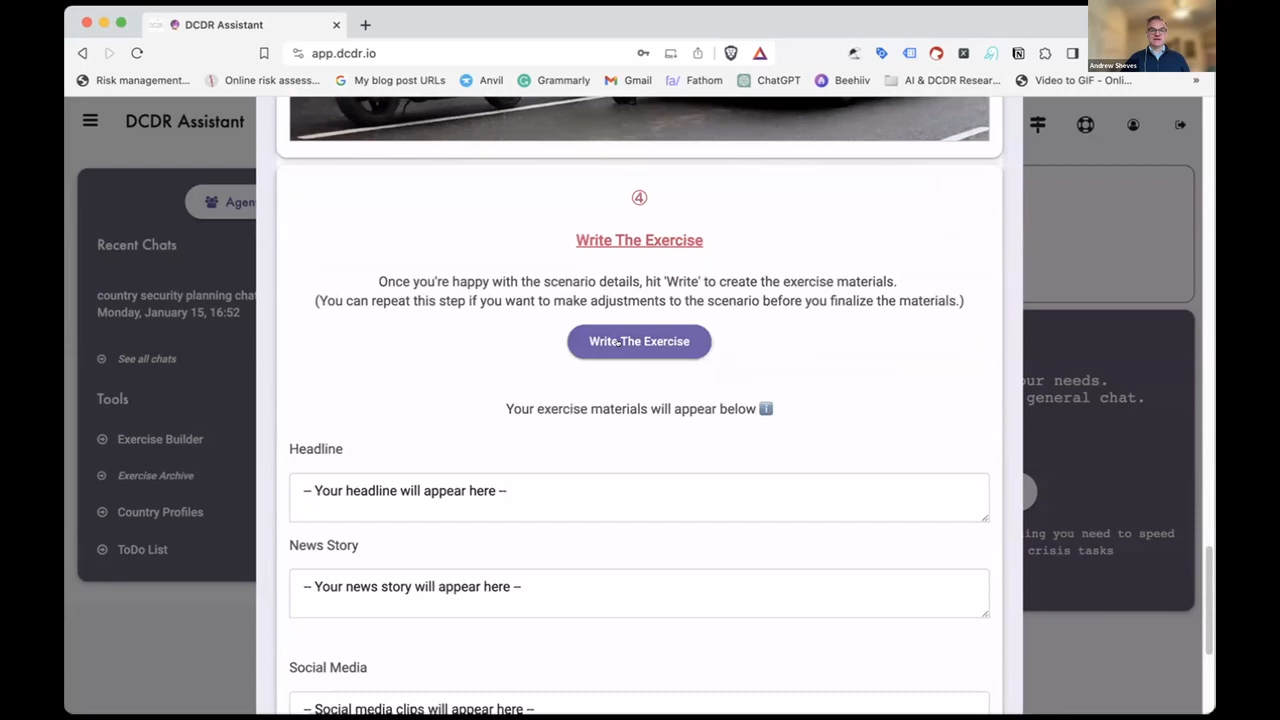 DCDR Assistant
app.dcdr.io
Andrew Sheves
Risk management...
Online risk assess...
My blog post URLs
Anvil
Grammarly
Gmail
Fathom
ChatGPT
Beehiiv
AI & DCDR Resear...
Video to GIF - Onli...
»
DCDR Assistant
④
Write The Exercise
Once you're happy with the scenario details, hit 'Write' to create the exercise materials.
(You can repeat this step if you want to make adjustments to the scenario before you finalize the materials.)
Write The Exercise
Your exercise materials will appear below
Headline
-- Your headline will appear here --
News Story
-- Your news story will appear here --
Social Media
-- Social media clips will appear here --
Agen
Recent Chats
country security planning chat
Monday, January 15, 16:52
See all chats
Tools
Exercise Builder
Exercise Archive
Country Profiles
ToDo List
our needs.
general chat.
ing you need to speed
crisis tasks